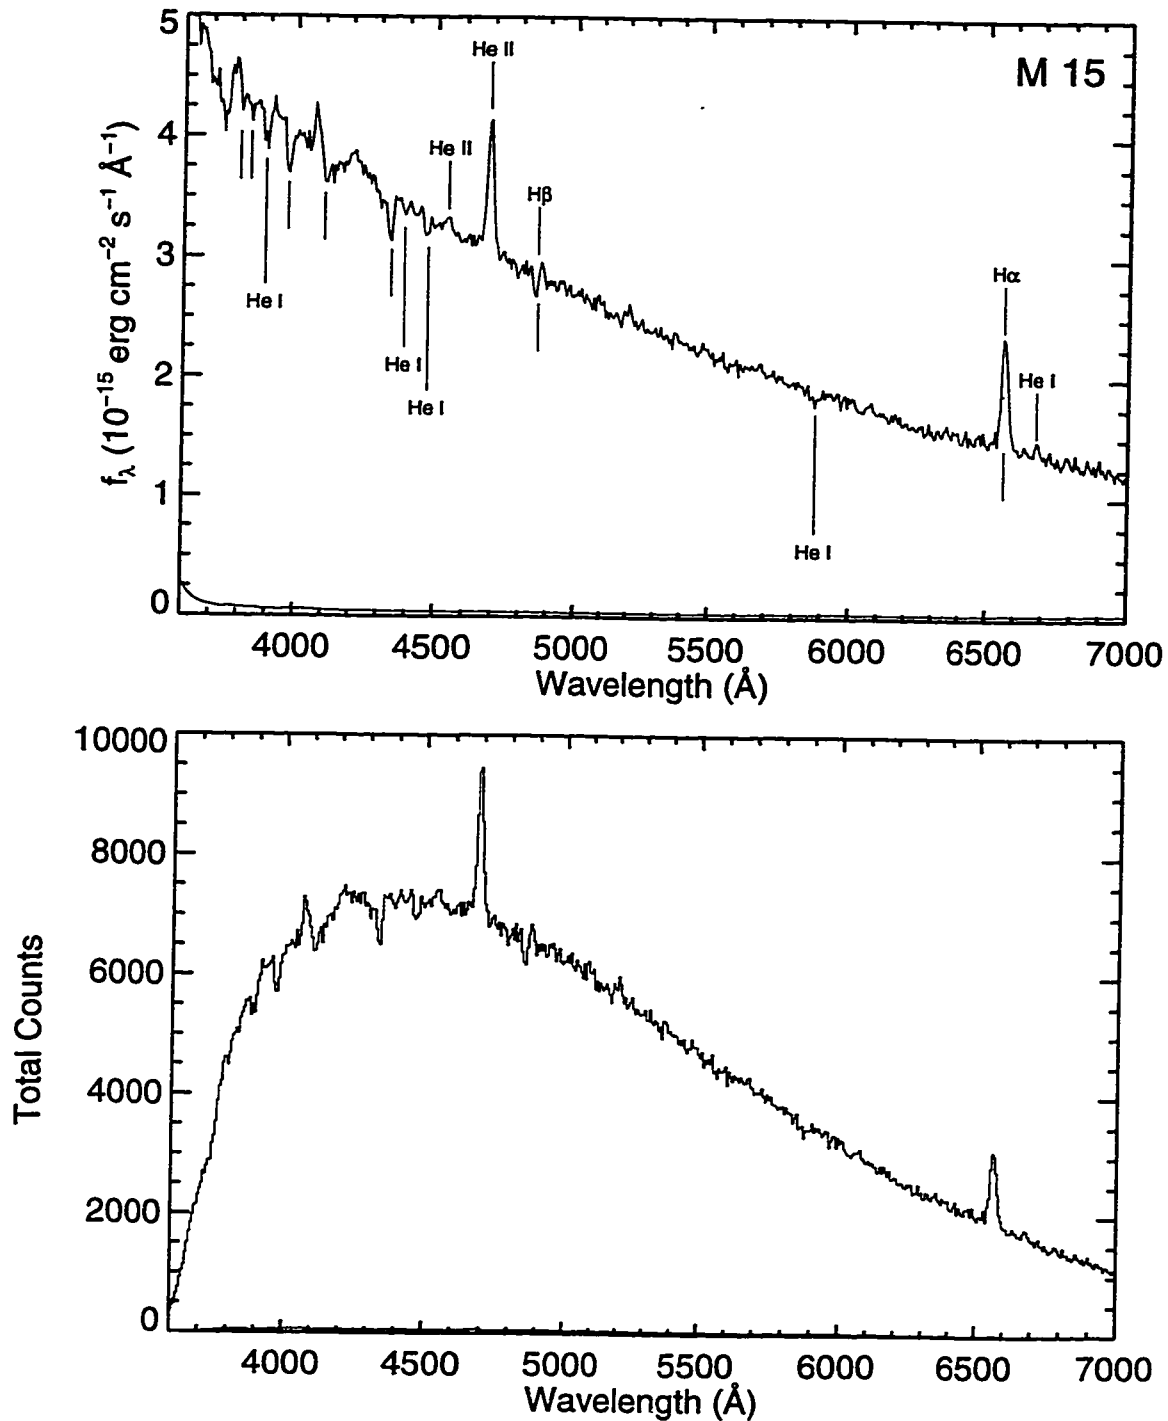 M 15
He II
He II
Hβ
Hα
He I
He I
He I
He I
He I
5
4
3
2
1
0
fλ (10⁻¹⁵ erg cm⁻² s⁻¹ Å⁻¹)
4000 4500 5000 5500 6000 6500 7000
Wavelength (Å)
10000
8000
6000
4000
2000
0
Total Counts
4000 4500 5000 5500 6000 6500 7000
Wavelength (Å)